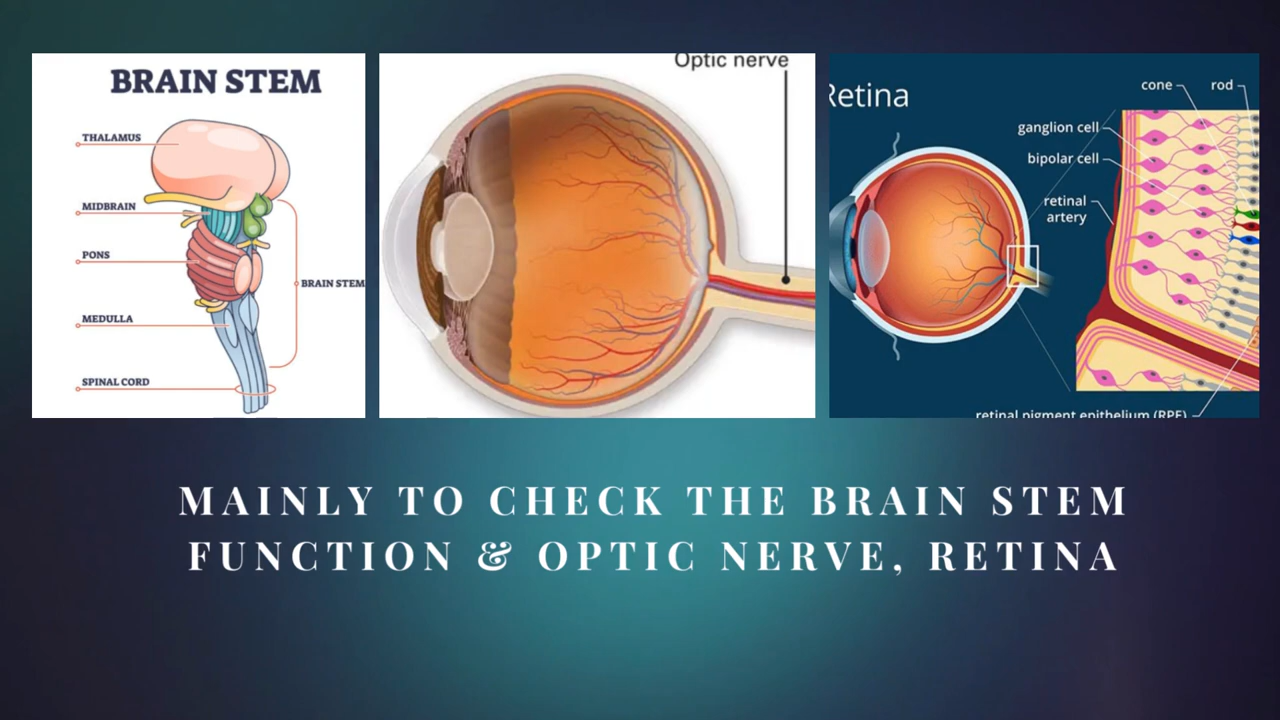 BRAIN STEM
THALAMUS
MIDBRAIN
PONS
BRAIN STEM
MEDULLA
SPINAL CORD
Optic nerve
Retina
cone
rod
ganglion cell
bipolar cell
retinal
artery
retinal pigment epithelium (RPE)
MAINLY TO CHECK THE BRAIN STEM
FUNCTION & OPTIC NERVE, RETINA